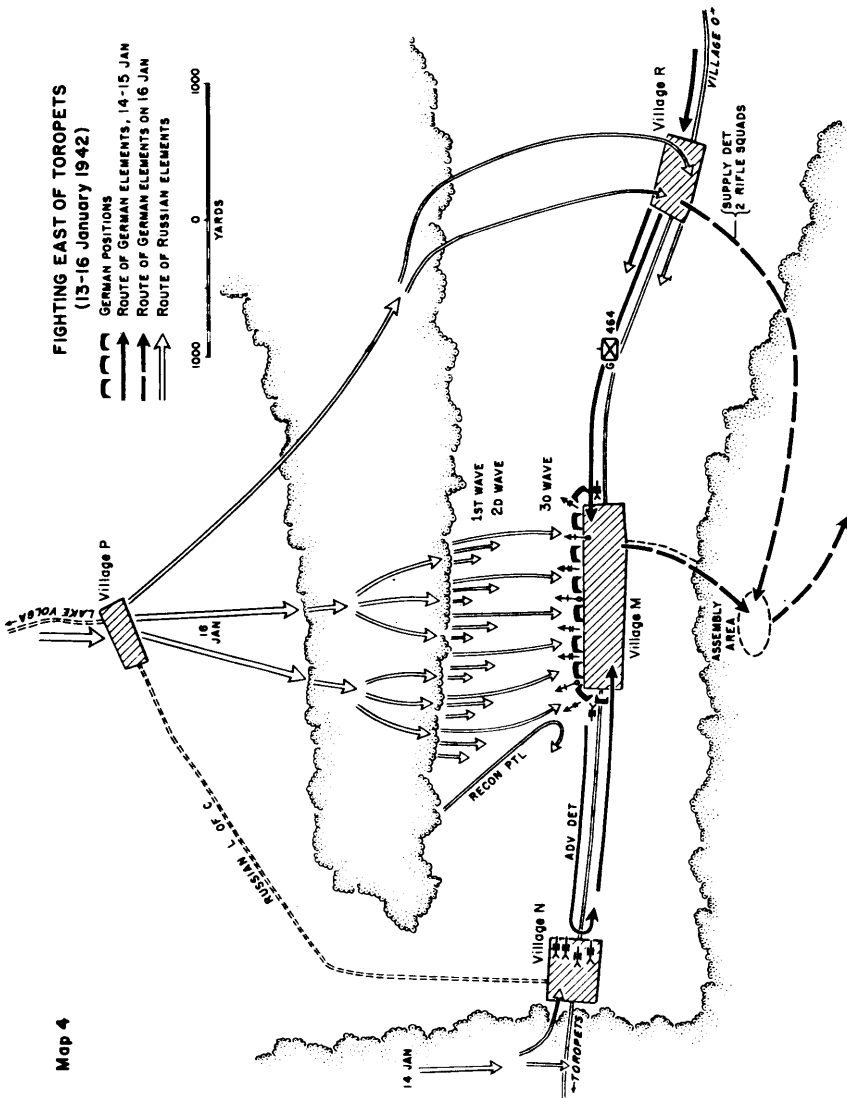 Map 4
FIGHTING EAST OF TOROPETS
(13-16 January 1942)
GERMAN POSITIONS
ROUTE OF GERMAN ELEMENTS, 14-15 JAN
ROUTE OF GERMAN ELEMENTS ON 16 JAN
ROUTE OF RUSSIAN ELEMENTS
1000 0 1000
YARDS
LAKE VOLGA
Village P
JAN
RUSSIAN L OF C
1ST WAVE
2D WAVE
3D WAVE
RECON PTL
14 JAN
Village N
ADV DET
TOROPETS
Village M
G 464
Village R
VILLAGE O
SUPPLY DET
2 RIFLE SQUADS
ASSEMBLY
AREA